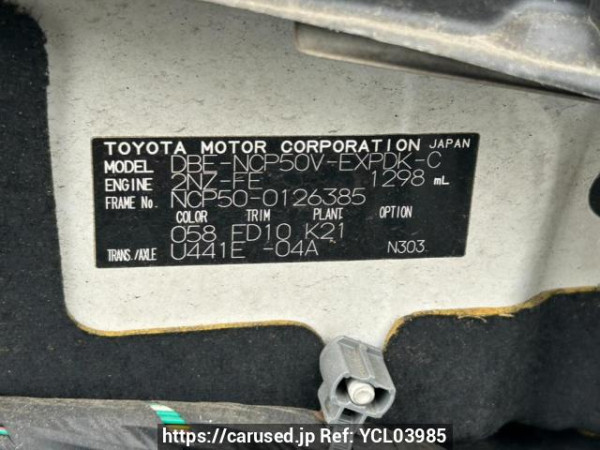 TOYOTA MOTOR CORPORATION JAPAN
MODEL DBE-NCP50V-EXPDK-C
ENGINE 2NZ-FE 1298 mL
FRAME No. NCP50-0126385
COLOR TRIM PLANT OPTION
058 FD10 K21
TRANS./AXLE U441E -04A N303
https://carused.jp Ref: YCL03985